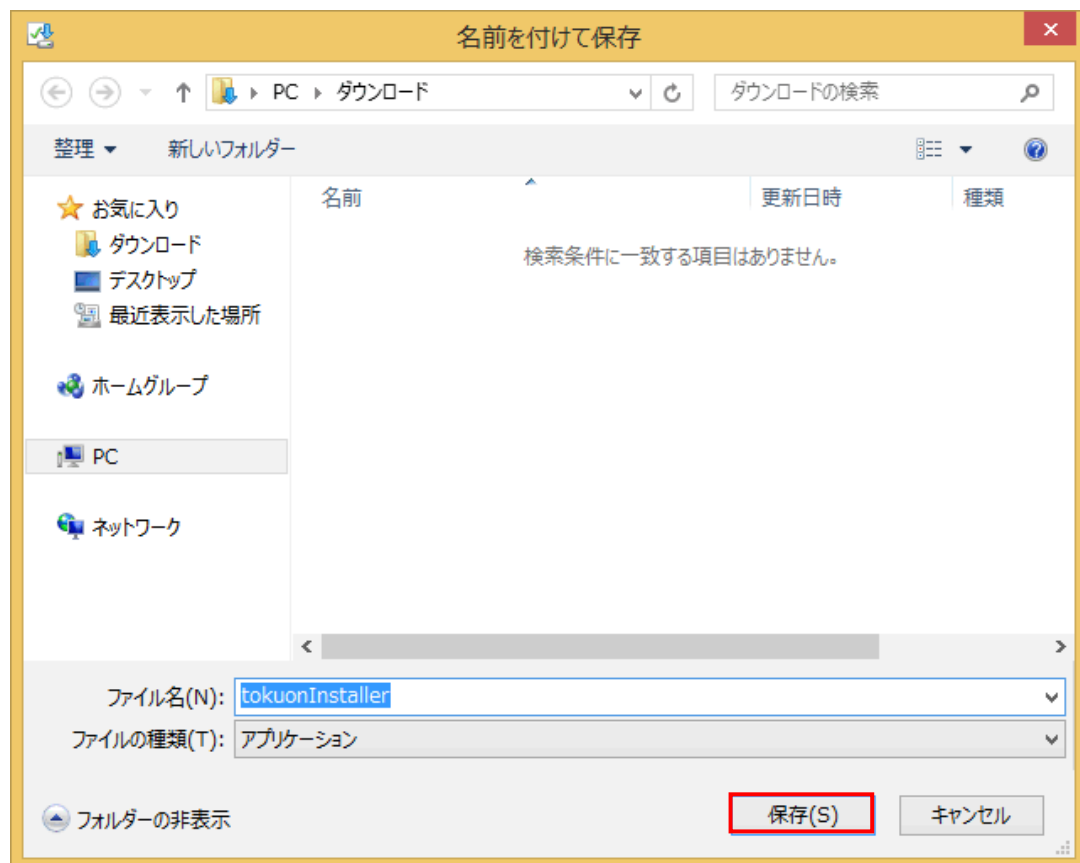 名前を付けて保存
PC ダウンロード ダウンロードの検索
整理 新しいフォルダー
お気に入り
ダウンロード
デスクトップ
最近表示した場所
ホームグループ
PC
ネットワーク
名前 更新日時 種類
検索条件に一致する項目はありません。
ファイル名(N): tokuonInstaller
ファイルの種類(T): アプリケーション
フォルダーの非表示 保存(S) キャンセル